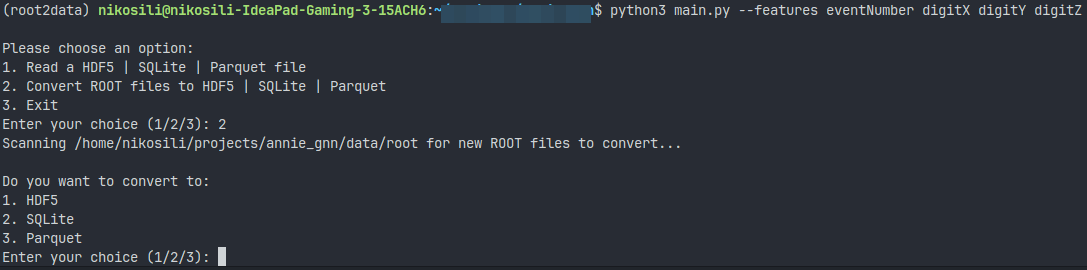 (root2data) nikosili@nikosili-IdeaPad-Gaming-3-15ACH6:~$ python3 main.py --features eventNumber digitX digitY digitZ
Please choose an option:
1. Read a HDF5 | SQLite | Parquet file
2. Convert ROOT files to HDF5 | SQLite | Parquet
3. Exit
Enter your choice (1/2/3): 2
Scanning /home/nikosili/projects/annie_gnn/data/root for new ROOT files to convert...
Do you want to convert to:
1. HDF5
2. SQLite
3. Parquet
Enter your choice (1/2/3):